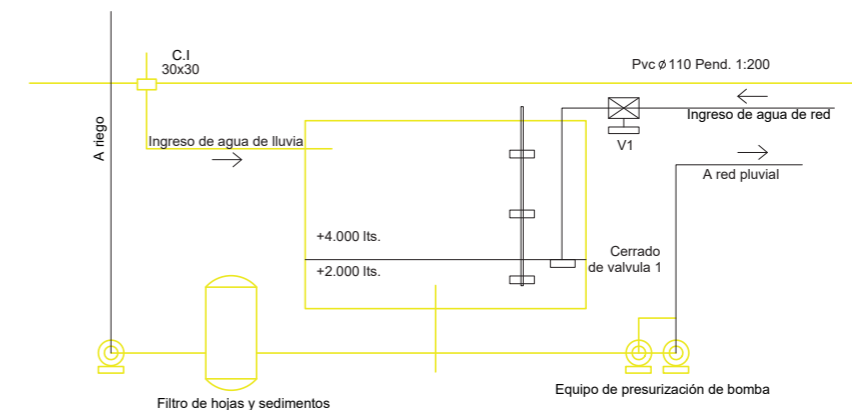 C.I
30x30
Pvc ø110 Pend. 1:200
Ingreso de agua de red
A riego
Ingreso de agua de lluvia
V1
A red pluvial
+4.000 lts.
Cerrado
de valvula 1
+2.000 lts.
Equipo de presurización de bomba
Filtro de hojas y sedimentos